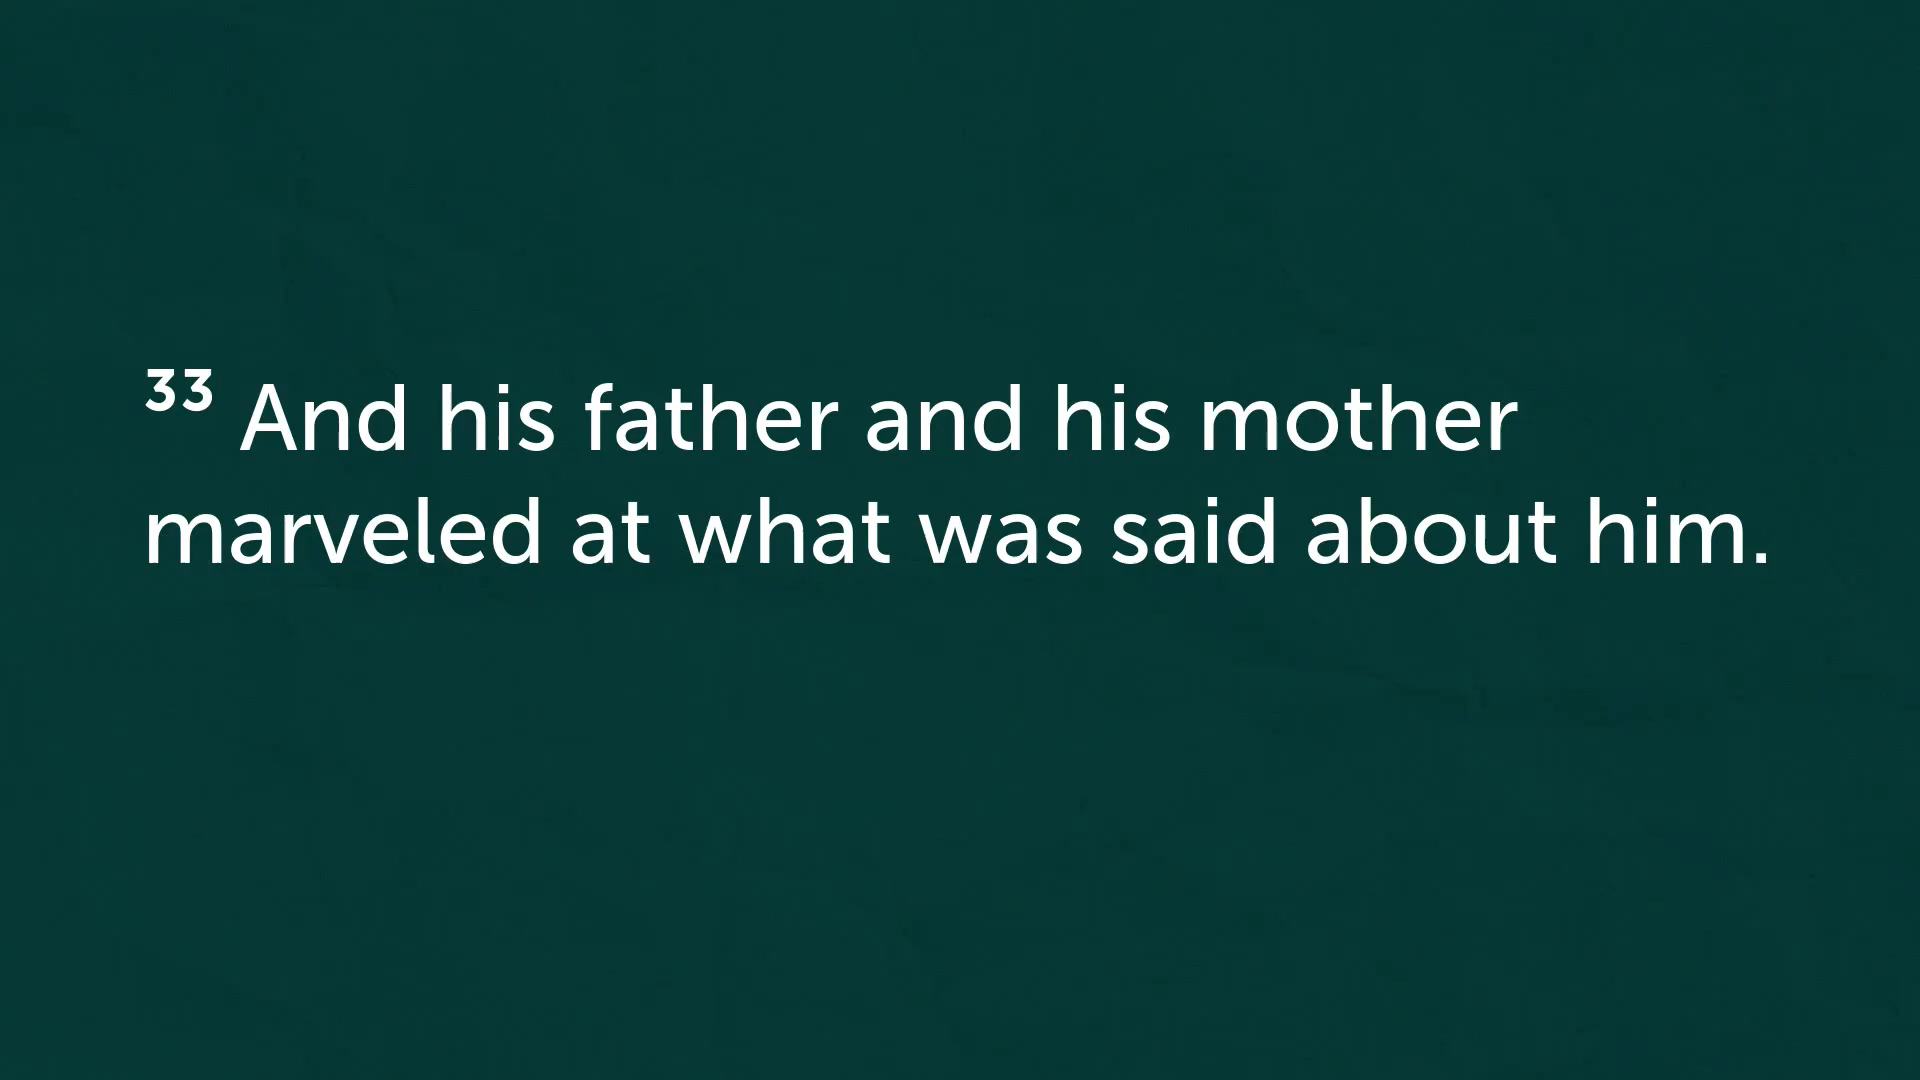 33 And his father and his mother
marveled at what was said about him.